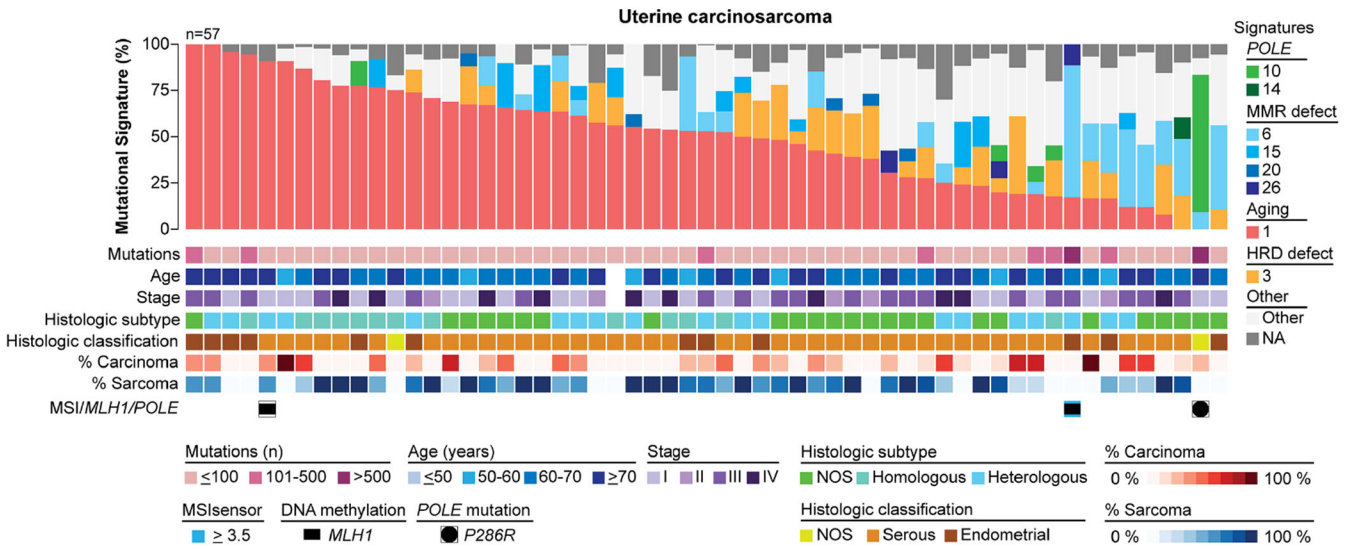 Uterine carcinosarcoma
n=57
Mutational Signature (%)
100
75
50
25
0
Signatures
POLE
10
14
MMR defect
6
15
20
26
Aging
1
HRD defect
3
Other
Other
NA
Mutations
Age
Stage
Histologic subtype
Histologic classification
% Carcinoma
% Sarcoma
MSI/MLH1/POLE
Mutations (n)
≤100 101-500 >500
Age (years)
≤50 50-60 60-70 ≥70
Stage
I II III IV
Histologic subtype
NOS Homologous Heterologous
% Carcinoma
0 % 100 %
MSIsensor
≥ 3.5
DNA methylation
MLH1
POLE mutation
P286R
Histologic classification
NOS Serous Endometrial
% Sarcoma
0 % 100 %